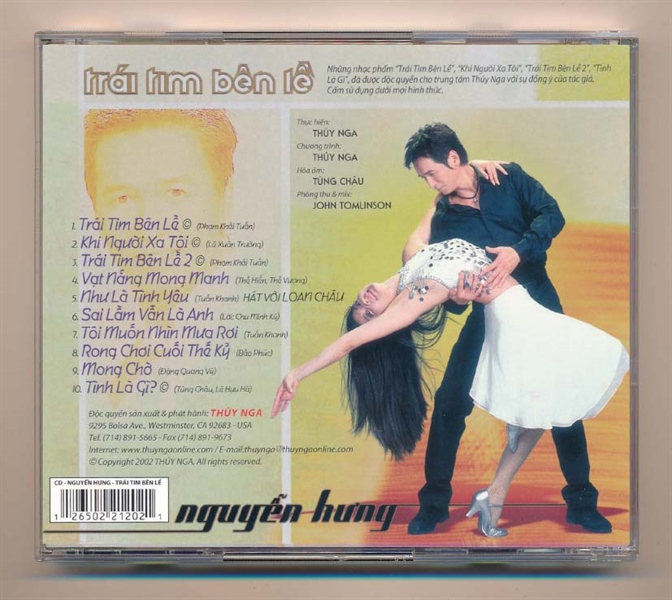 trái tim bên lề
Những nhạc phẩm "Trái Tim Bên Lề", "Khi Người Xa Tôi", "Trái Tim Bên Lề 2", "Tình
Là Gì", đã được độc quyền cho trung tâm Thúy Nga với sự đồng ý của tác giả.
Cấm sử dụng dưới mọi hình thức.
Thực hiện:
THÚY NGA
Chương trình:
THÚY NGA
Hòa âm:
TÙNG CHÂU
Phòng thu & mix:
JOHN TOMLINSON
1. Trái Tim Bên Lề © (Phạm Khải Tuấn)
2. Khi Người Xa Tôi © (Lữ Xuân Trường)
3. Trái Tim Bên Lề 2 © (Phạm Khải Tuấn)
4. Vạt Nắng Mong Manh (Thế Hiển, Thế Vượng)
5. Như Là Tình Yêu (Tuấn Khanh) HÁT VỚI LOAN CHÂU
6. Sai Lầm Vẫn Là Anh (Lời: Chu Minh Ký)
7. Tôi Muốn Nhìn Mưa Rơi (Tuấn Khanh)
8. Rong Chơi Cuối Thế Kỷ (Bảo Phúc)
9. Mong Chờ (Đặng Quang Vũ)
10. Tình Là Gì? © (Tùng Châu, Lê Hựu Hà)
Độc quyền sản xuất & phát hành: THÚY NGA
9295 Bolsa Ave., Westminster, CA 92683 - USA
Tel. (714) 891-5665 - Fax (714) 891-9673
Internet: www.thuyngaonline.com / E-mail: thuynga@thuyngaonline.com
© Copyright 2002 THÚY NGA, All rights reserved.
CD - NGUYỄN HƯNG - TRÁI TIM BÊN LỀ
1 26502 21202 1
nguyễn hưng